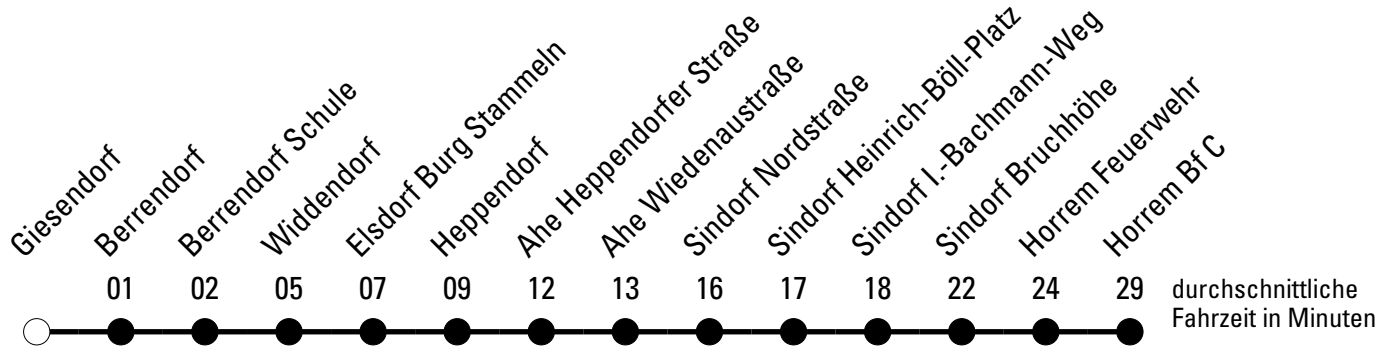 Giesendorf
Berrendorf
Berrendorf Schule
Widdendorf
Elsdorf Burg Stammeln
Heppendorf
Ahe Heppendorfer Straße
Ahe Wiedenaustraße
Sindorf Nordstraße
Sindorf Heinrich-Böll-Platz
Sindorf I.-Bachmann-Weg
Sindorf Bruchhöhe
Horrem Feuerwehr
Horrem Bf C
01 02 05 07 09 12 13 16 17 18 22 24 29
durchschnittliche
Fahrzeit in Minuten